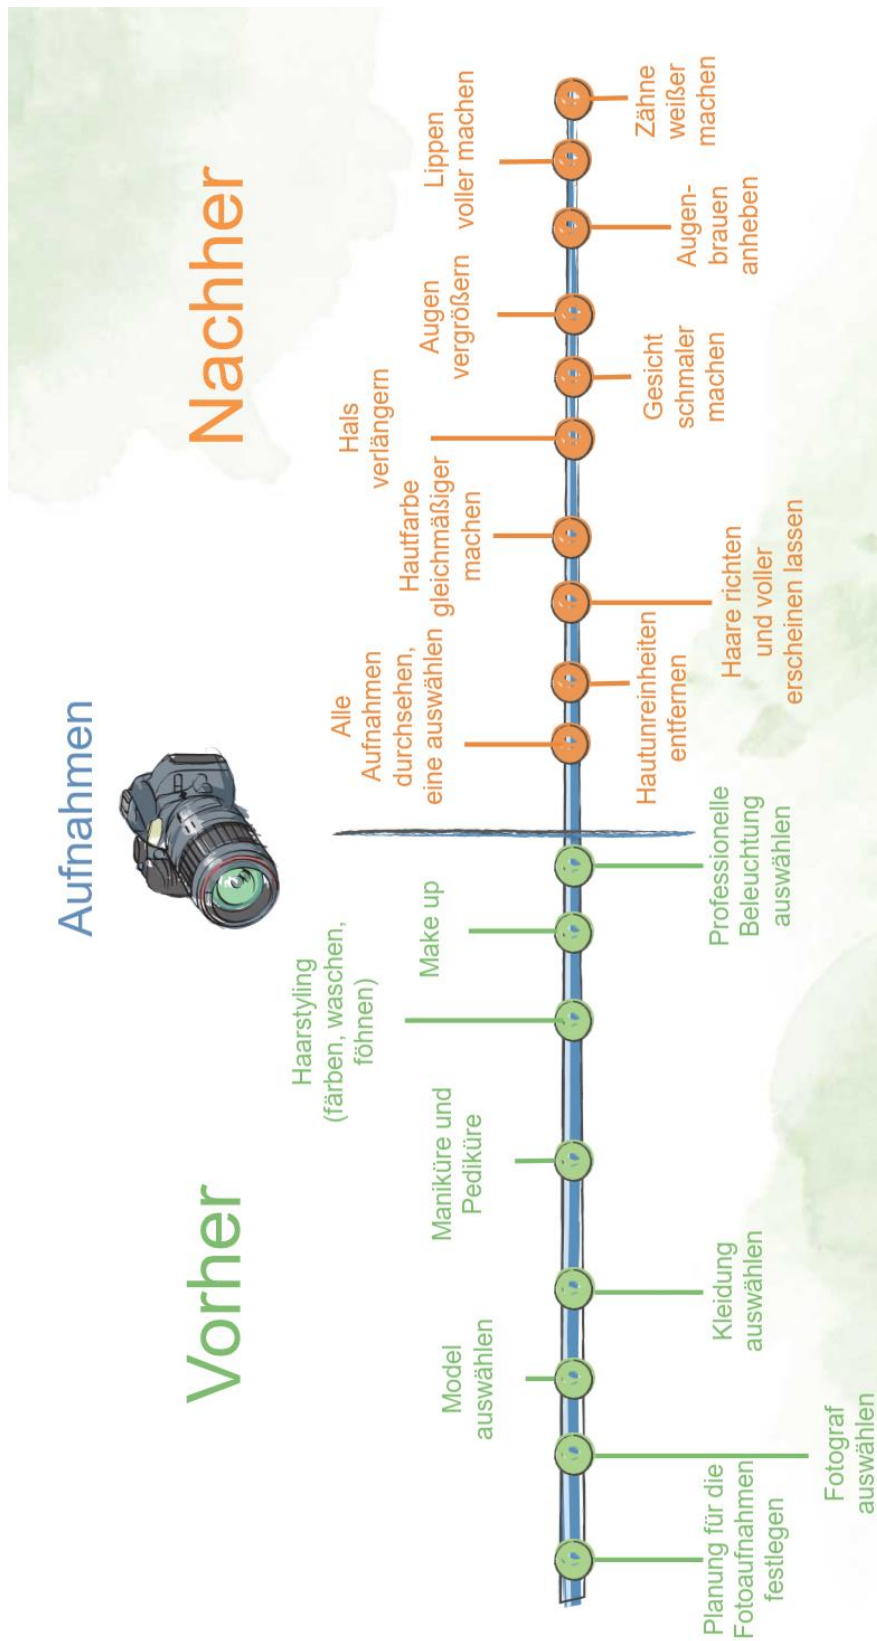 Vorher
Aufnahmen
Nachher
Planung für die
Fotoaufnahmen
festlegen
Fotograf
auswählen
Model
auswählen
Kleidung
auswählen
Maniküre und
Pediküre
Haarstyling
(färben, waschen,
föhnen)
Make up
Professionelle
Beleuchtung
auswählen
Alle
Aufnahmen
durchsehen,
eine auswählen
Hautunreinheiten
entfernen
Haare richten
und voller
erscheinen lassen
Hautfarbe
gleichmäßiger
machen
Hals
verlängern
Gesicht
schmaler
machen
Augen
vergrößern
Augen-
brauen
anheben
Lippen
voller machen
Zähne
weißer
machen